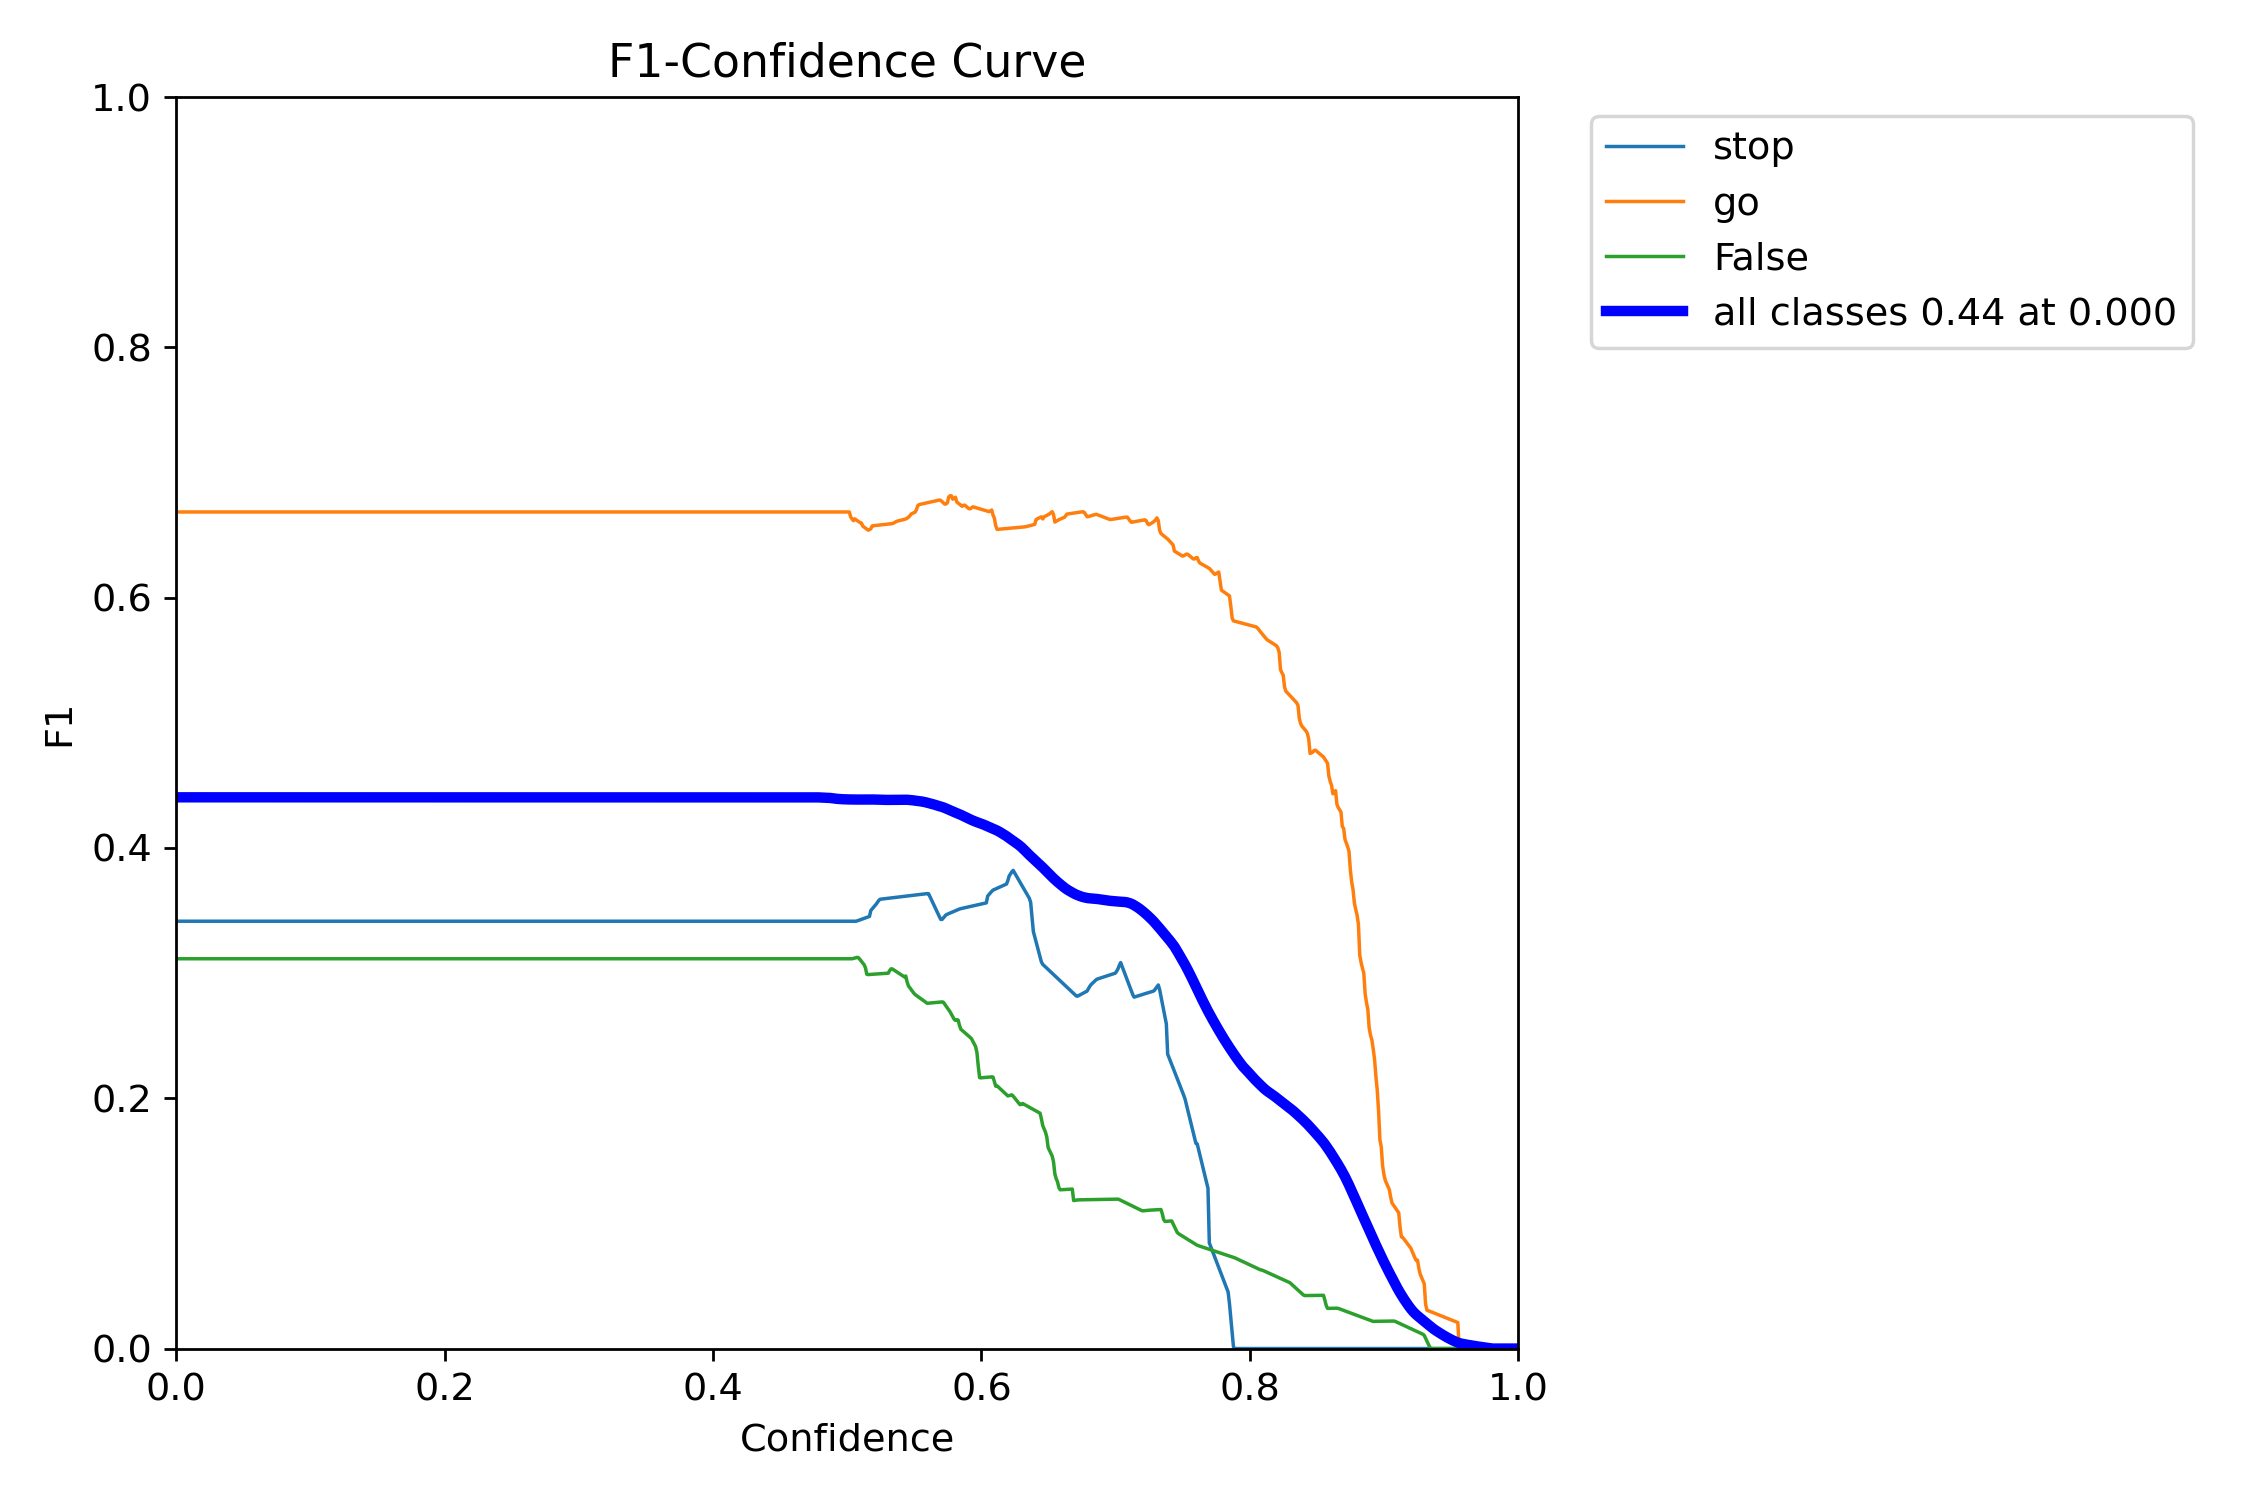 F1-Confidence Curve
1.0
0.8
0.6
0.4
0.2
0.0
F1
0.0 0.2 0.4 0.6 0.8 1.0
Confidence
stop
go
False
all classes 0.44 at 0.000